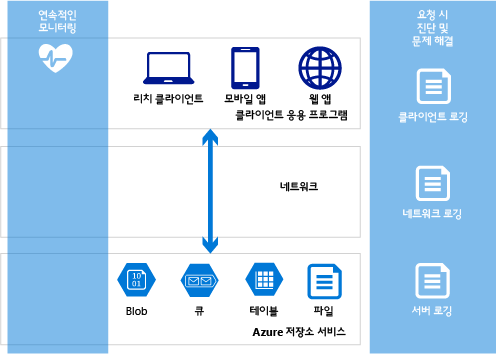 연속적인
모니터링
요청 시
진단 및
문제 해결
리치 클라이언트
모바일 앱
웹 앱
클라이언트 응용 프로그램
클라이언트 로깅
네트워크
네트워크 로깅
10
01
Blob
큐
테이블
파일
Azure 저장소 서비스
서버 로깅